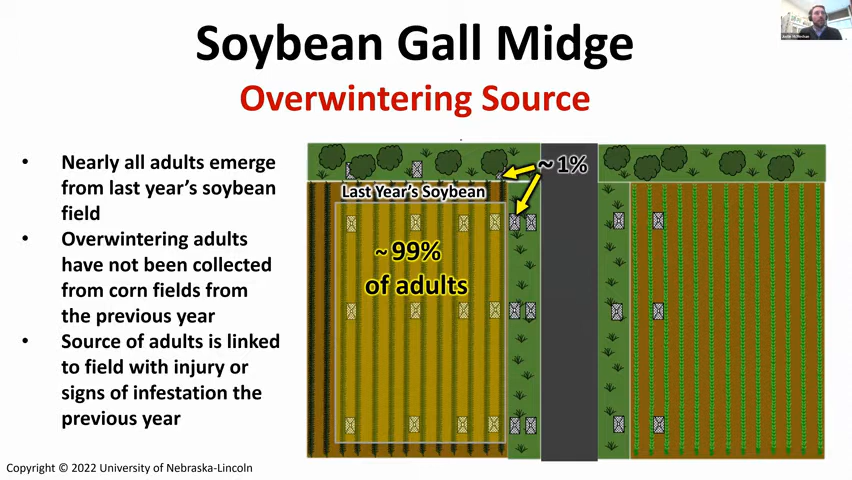 Soybean Gall Midge
Overwintering Source
• Nearly all adults emerge
from last year's soybean
field
• Overwintering adults
have not been collected
from corn fields from
the previous year
• Source of adults is linked
to field with injury or
signs of infestation the
previous year
~ 1%
Last Year's Soybean
~ 99%
of adults
Copyright © 2022 University of Nebraska-Lincoln